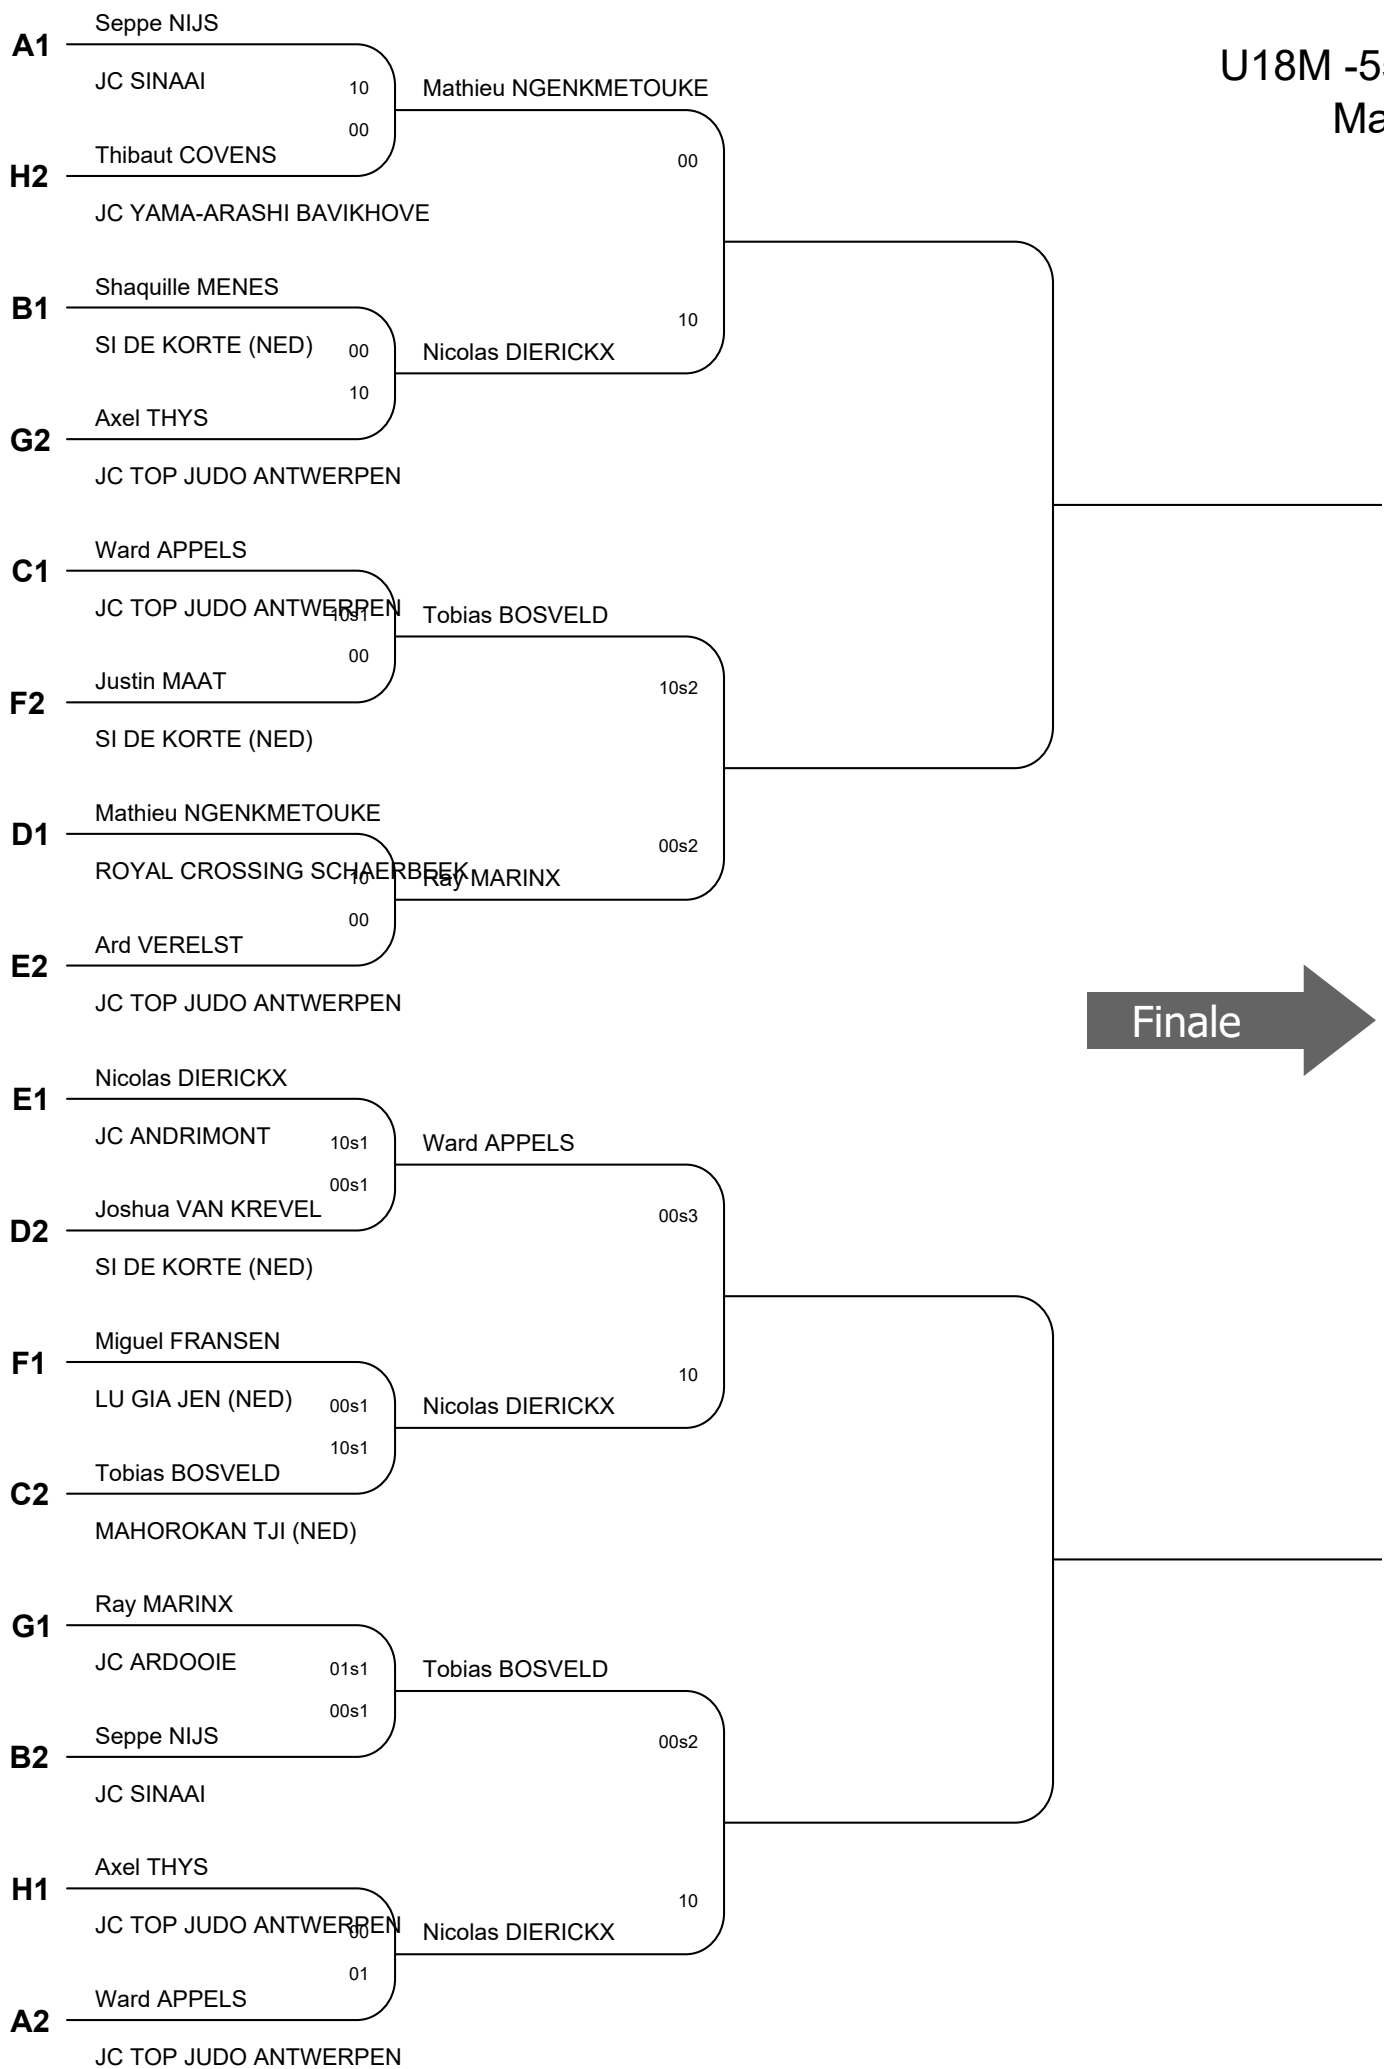 Seppe NIJS
A1
JC SINAAI
10
Mathieu NGENKMETOUKE
00
Thibaut COVENS
H2
JC YAMA-ARASHI BAVIKHOVE
00
U18M -5
Ma
Shaquille MENES
B1
SI DE KORTE (NED)
00
10
Nicolas DIERICKX
10
Axel THYS
G2
JC TOP JUDO ANTWERPEN
Ward APPELS
C1
JC TOP JUDO ANTWERPEN
10s1
Tobias BOSVELD
00
Justin MAAT
F2
SI DE KORTE (NED)
10s2
Mathieu NGENKMETOUKE
D1
00s2
ROYAL CROSSING SCHAERBEEK
10
Ray MARINX
00
Ard VERELST
E2
JC TOP JUDO ANTWERPEN
Finale
Nicolas DIERICKX
E1
JC ANDRIMONT
10s1
Ward APPELS
00s1
Joshua VAN KREVEL
D2
SI DE KORTE (NED)
00s3
Miguel FRANSEN
F1
10
LU GIA JEN (NED)
00s1
Nicolas DIERICKX
10s1
Tobias BOSVELD
C2
MAHOROKAN TJI (NED)
Ray MARINX
G1
JC ARDOOIE
01s1
Tobias BOSVELD
00s1
Seppe NIJS
B2
JC SINAAI
00s2
Axel THYS
H1
10
JC TOP JUDO ANTWERPEN
00
Nicolas DIERICKX
01
Ward APPELS
A2
JC TOP JUDO ANTWERPEN